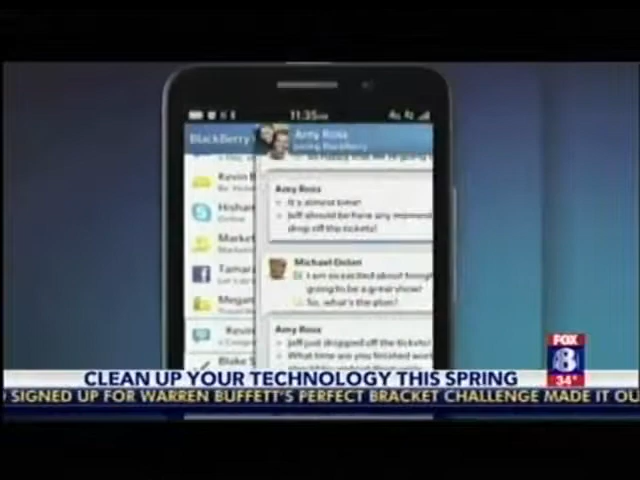 11:35
BlackBerry
Amy Ross
Kevin B
Hisham
Online
Market
Tamara
Megan
Kevin
Blake S
Amy Ross
It's almost time!
Jeff should be here any moment
drop off the tickets!
Michael Dolan
I am so excited about tonigh
going to be a great show!
So, what's the plan?
Amy Ross
Jeff just dropped off the tickets!
What time are you finished wor
FOX
8
34°
CLEAN UP YOUR TECHNOLOGY THIS SPRING
SIGNED UP FOR WARREN BUFFETT'S PERFECT BRACKET CHALLENGE MADE IT OU